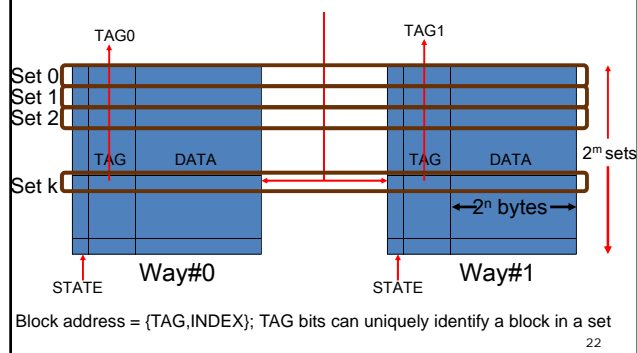 TAG0 TAG1
Set 0
Set 1
Set 2
TAG DATA TAG DATA
2ᵐ sets
Set k
2ⁿ bytes
Way#0 Way#1
STATE STATE
Block address = {TAG,INDEX}; TAG bits can uniquely identify a block in a set
22